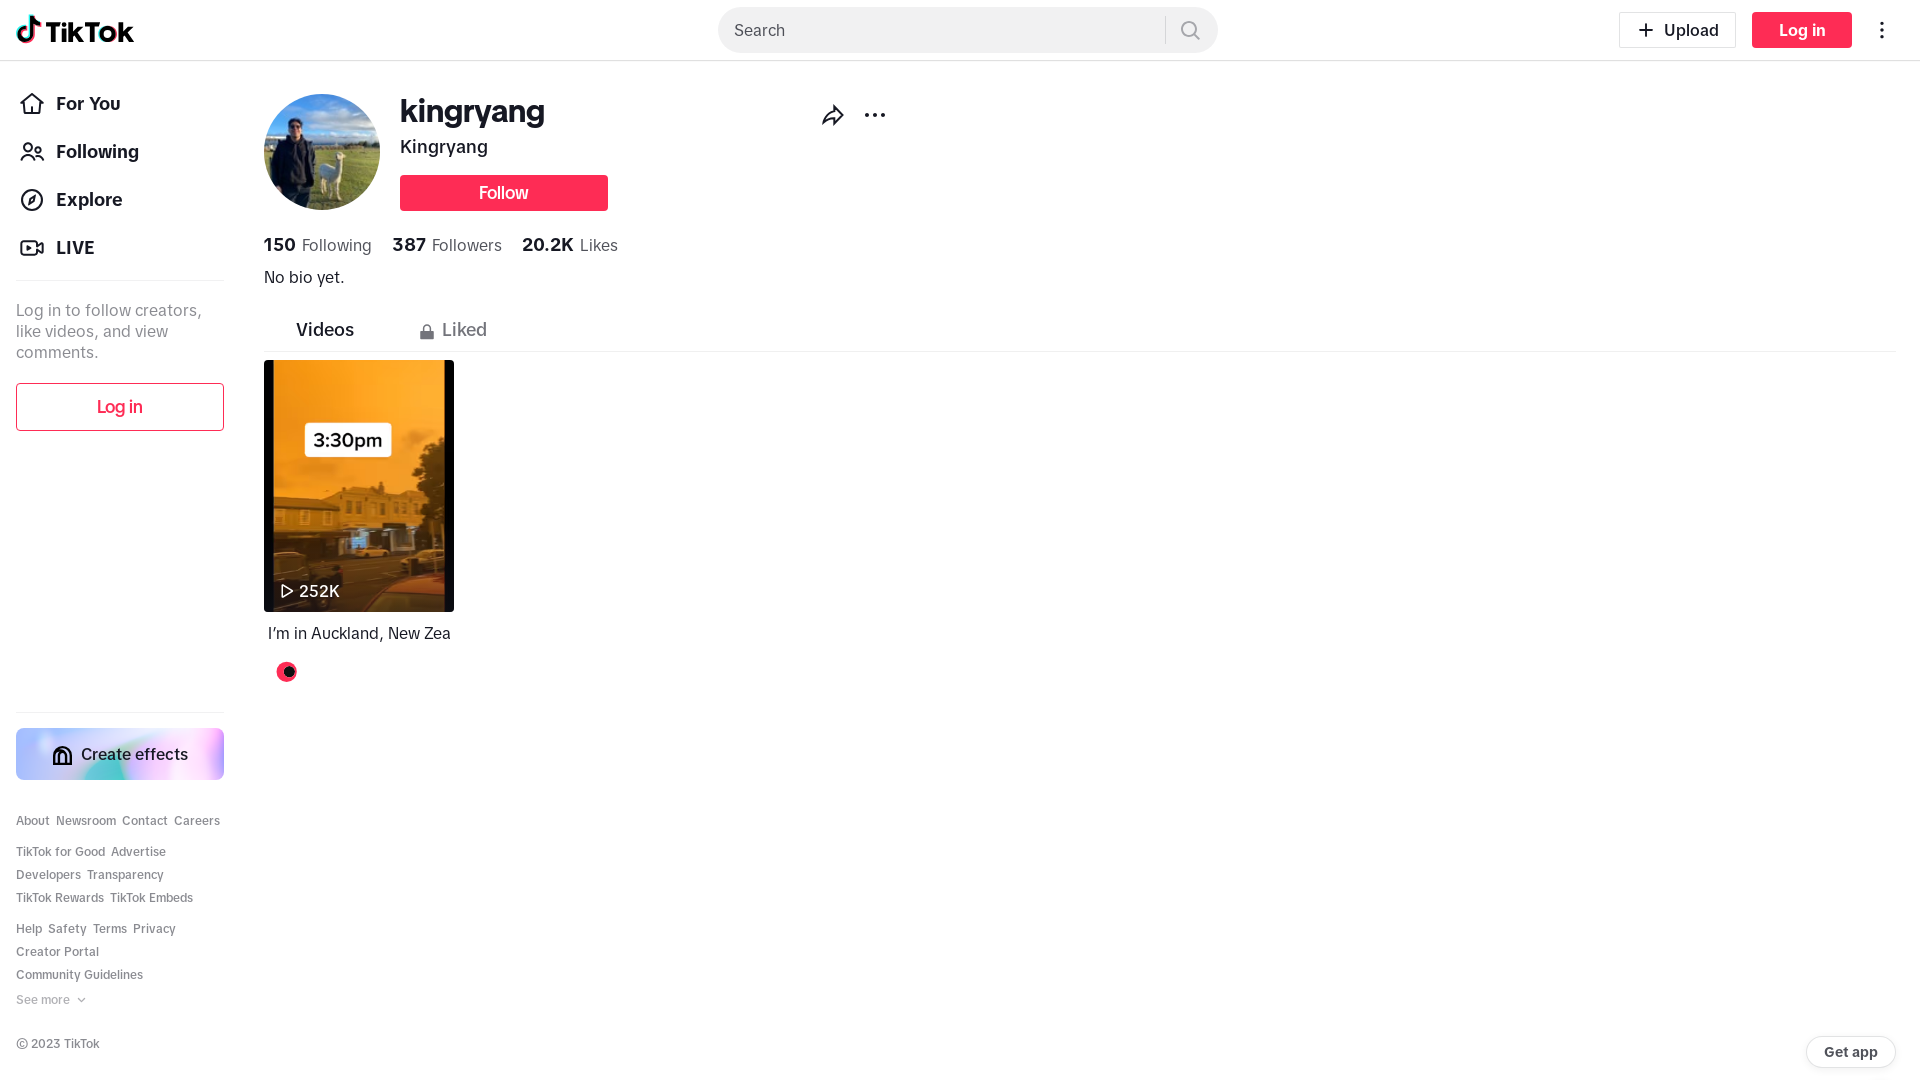 TikTok
Search
Upload
Log in
For You
Following
Explore
LIVE
Log in to follow creators,
like videos, and view
comments.
Log in
kingryang
Kingryang
Follow
150 Following 387 Followers 20.2K Likes
No bio yet.
Videos Liked
3:30pm
252K
I’m in Auckland, New Zea
Create effects
About Newsroom Contact Careers
TikTok for Good Advertise
Developers Transparency
TikTok Rewards TikTok Embeds
Help Safety Terms Privacy
Creator Portal
Community Guidelines
See more
© 2023 TikTok
Get app